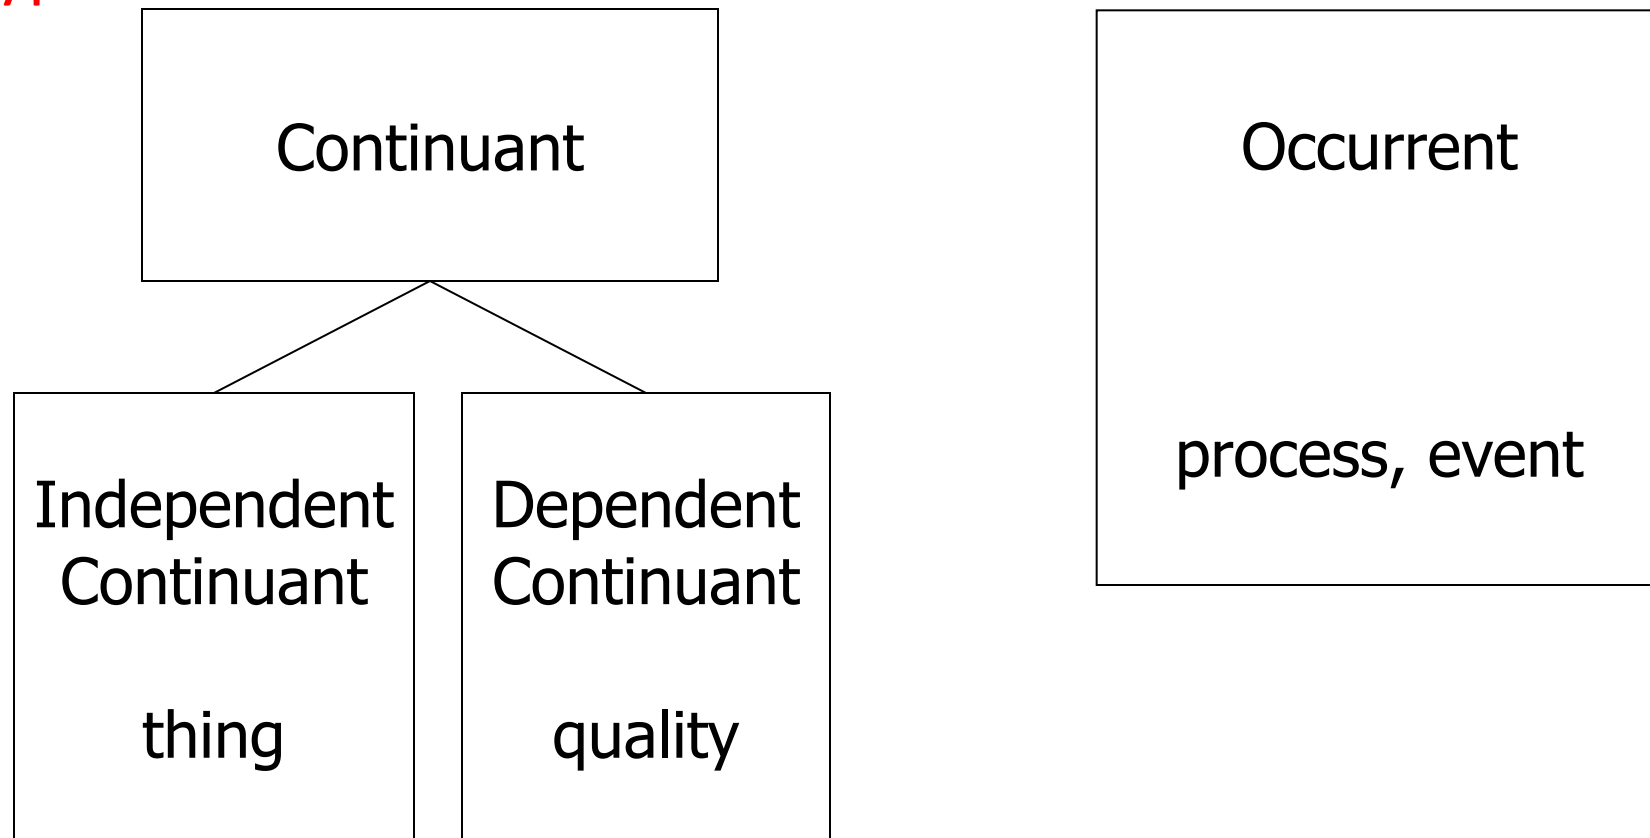 Continuant
Occurrent
process, event
Independent
Continuant
thing
Dependent
Continuant
quality